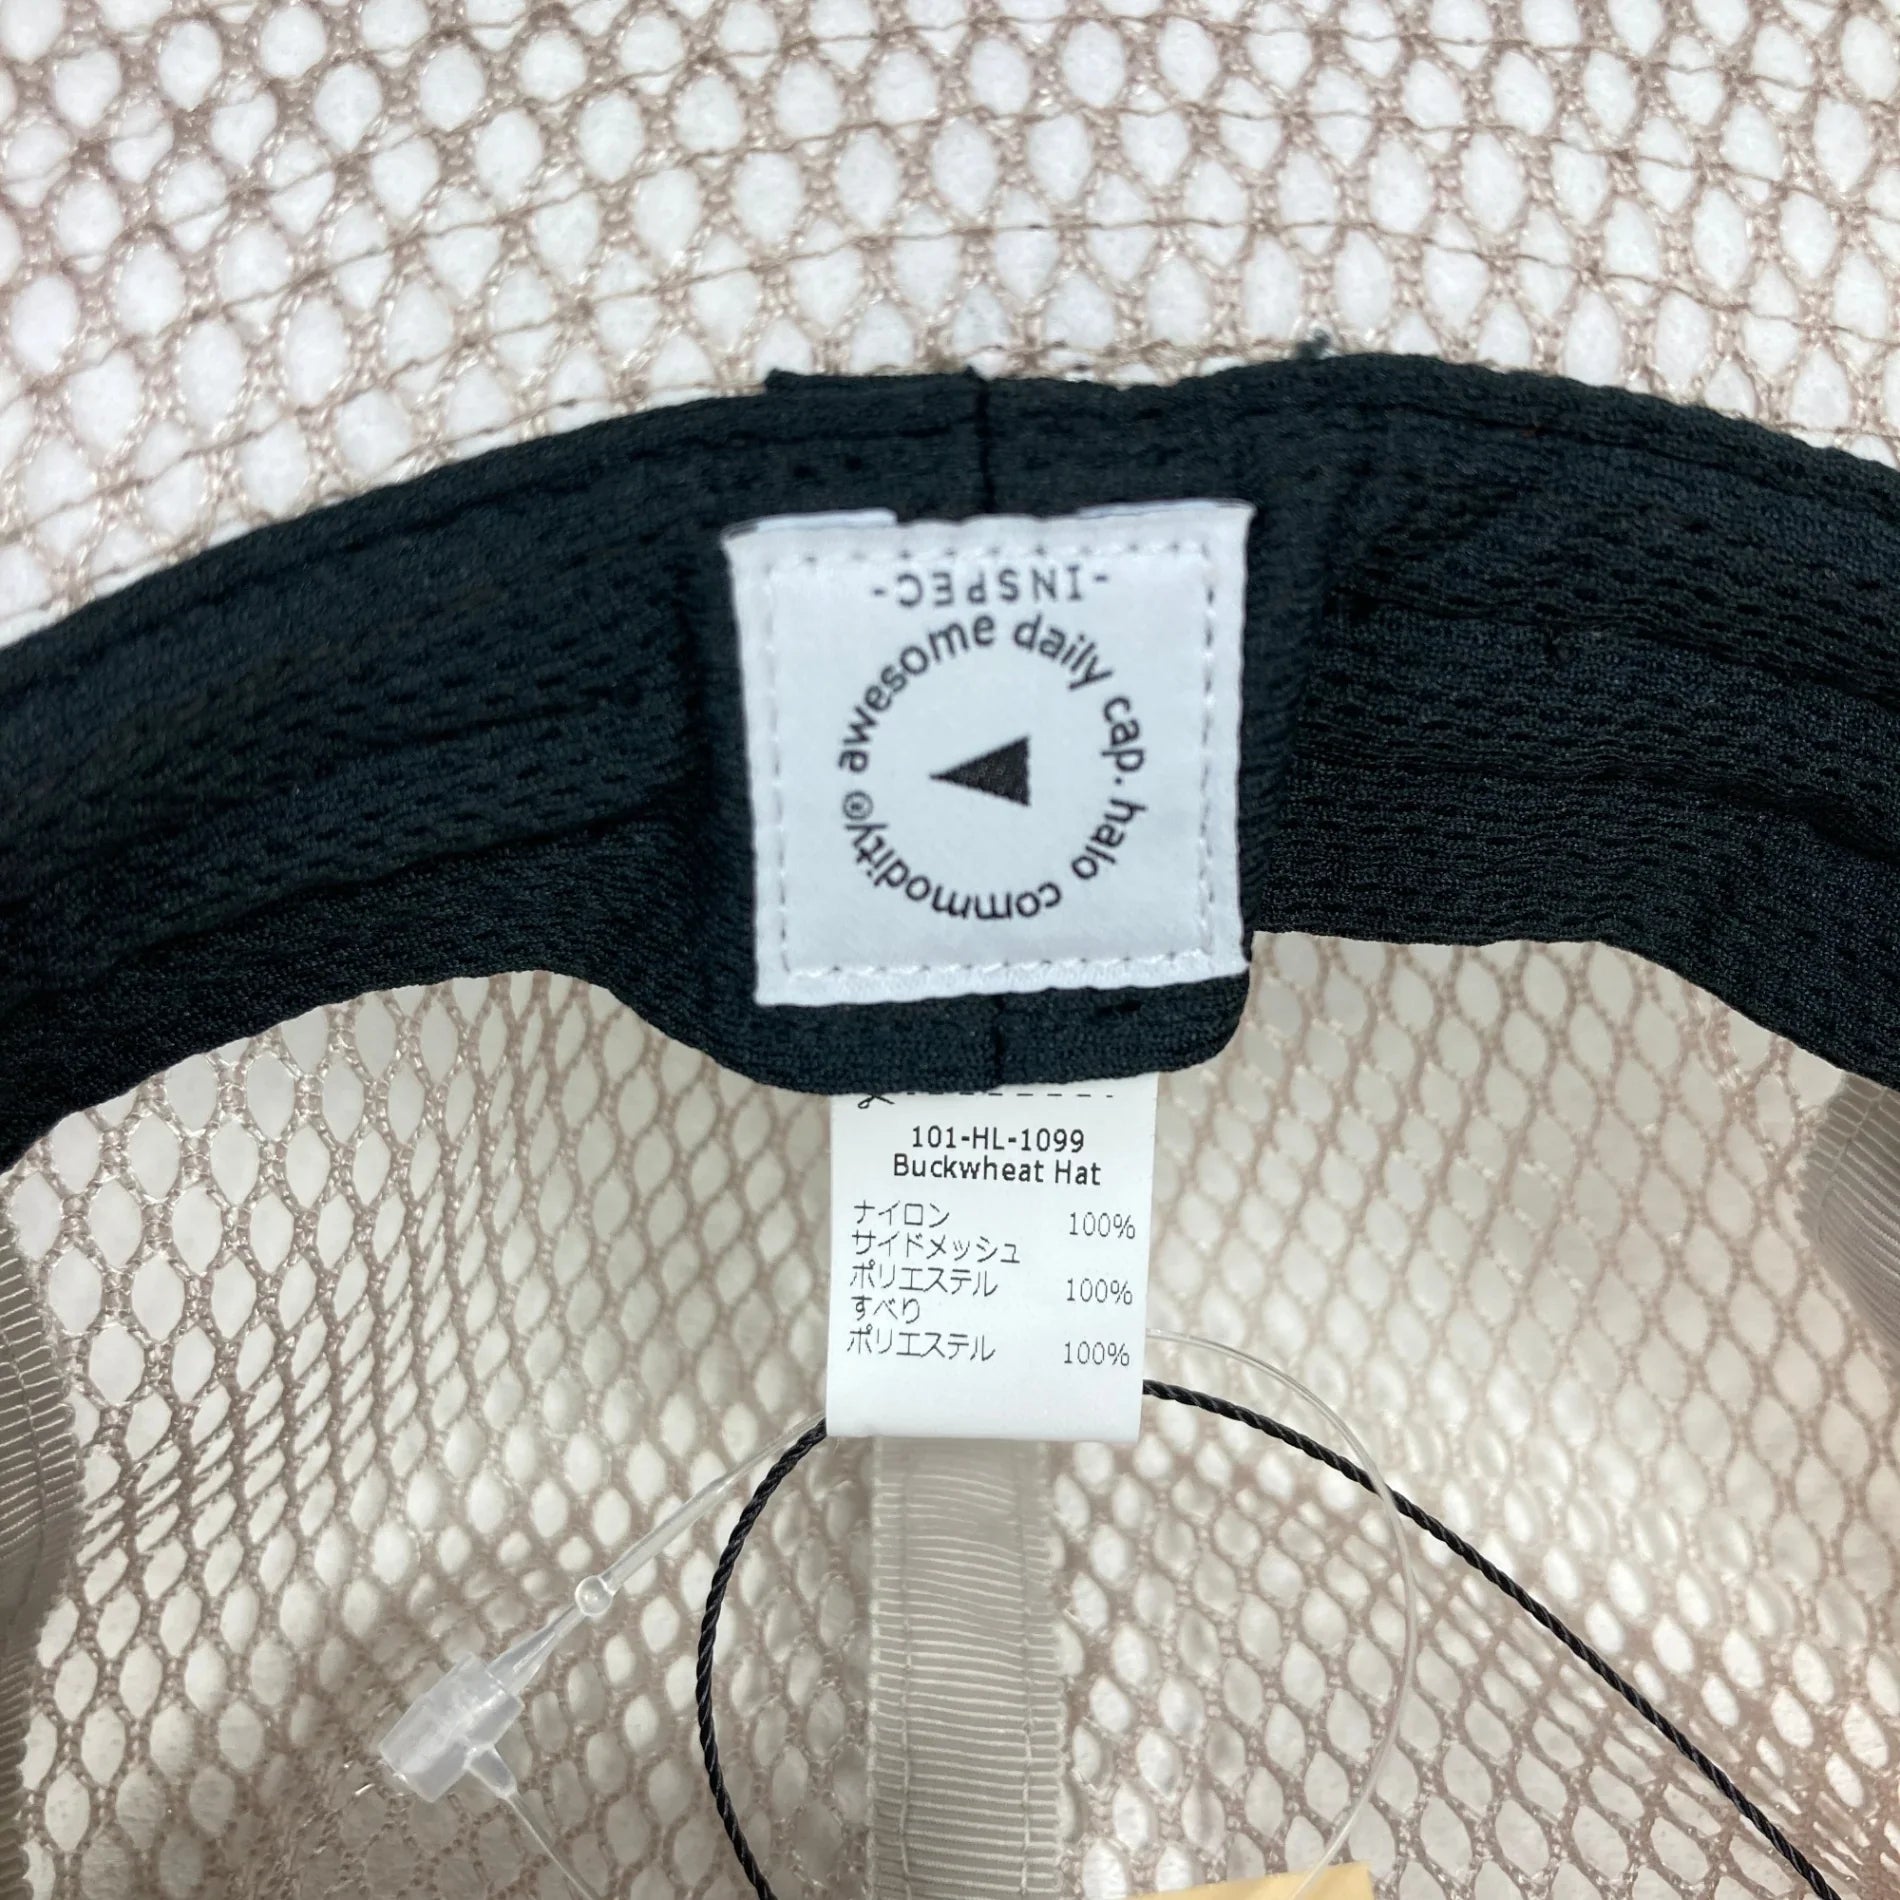 -INSPEC-
awesome daily cap. halo commodity®
101-HL-1099
Buckwheat Hat
ナイロン 100%
サイドメッシュ
ポリエステル 100%
すべり
ポリエステル 100%